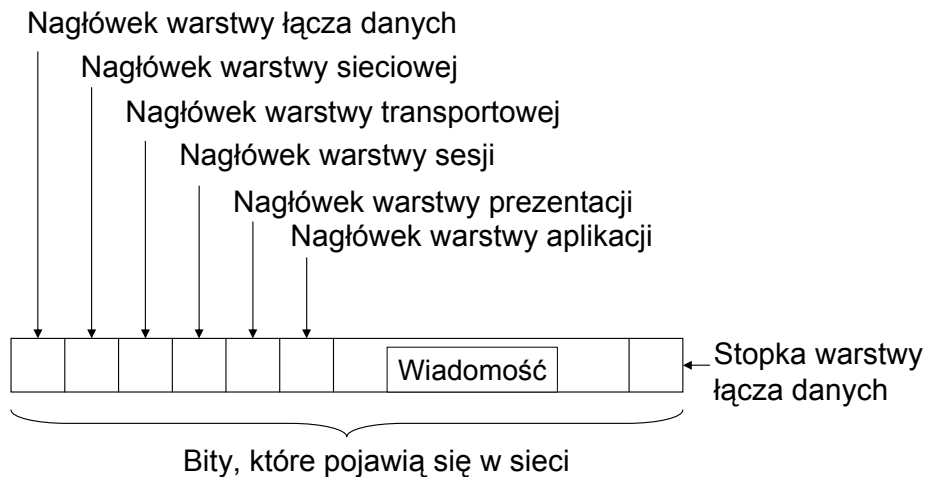 Nagłówek warstwy łącza danych
Nagłówek warstwy sieciowej
Nagłówek warstwy transportowej
Nagłówek warstwy sesji
Nagłówek warstwy prezentacji
Nagłówek warstwy aplikacji
Wiadomość
Stopka warstwy
łącza danych
Bity, które pojawią się w sieci